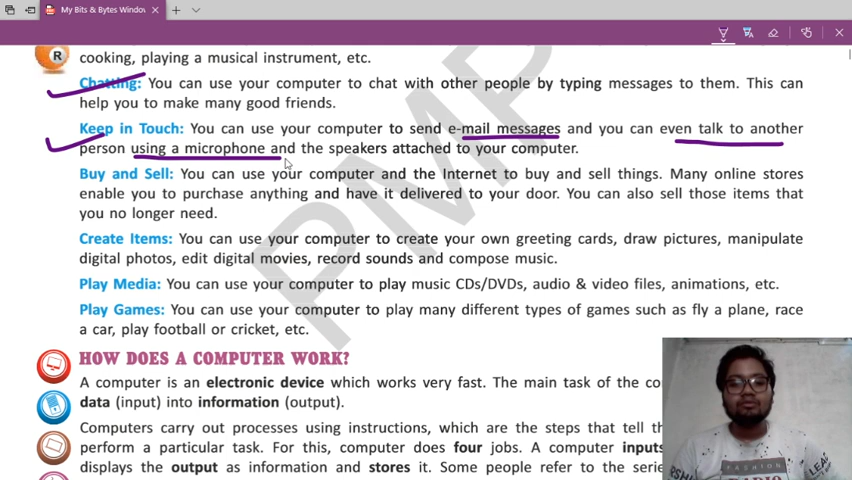 My Bits & Bytes Window
cooking, playing a musical instrument, etc.
Chatting: You can use your computer to chat with other people by typing messages to them. This can
help you to make many good friends.
Keep in Touch: You can use your computer to send e-mail messages and you can even talk to another
person using a microphone and the speakers attached to your computer.
Buy and Sell: You can use your computer and the Internet to buy and sell things. Many online stores
enable you to purchase anything and have it delivered to your door. You can also sell those items that
you no longer need.
Create Items: You can use your computer to create your own greeting cards, draw pictures, manipulate
digital photos, edit digital movies, record sounds and compose music.
Play Media: You can use your computer to play music CDs/DVDs, audio & video files, animations, etc.
Play Games: You can use your computer to play many different types of games such as fly a plane, race
a car, play football or cricket, etc.
HOW DOES A COMPUTER WORK?
A computer is an electronic device which works very fast. The main task of the
data (input) into information (output).
Computers carry out processes using instructions, which are the steps that tell
perform a particular task. For this, computer does four jobs. A computer inputs
displays the output as information and stores it. Some people refer to the
R
PMP
FASHION